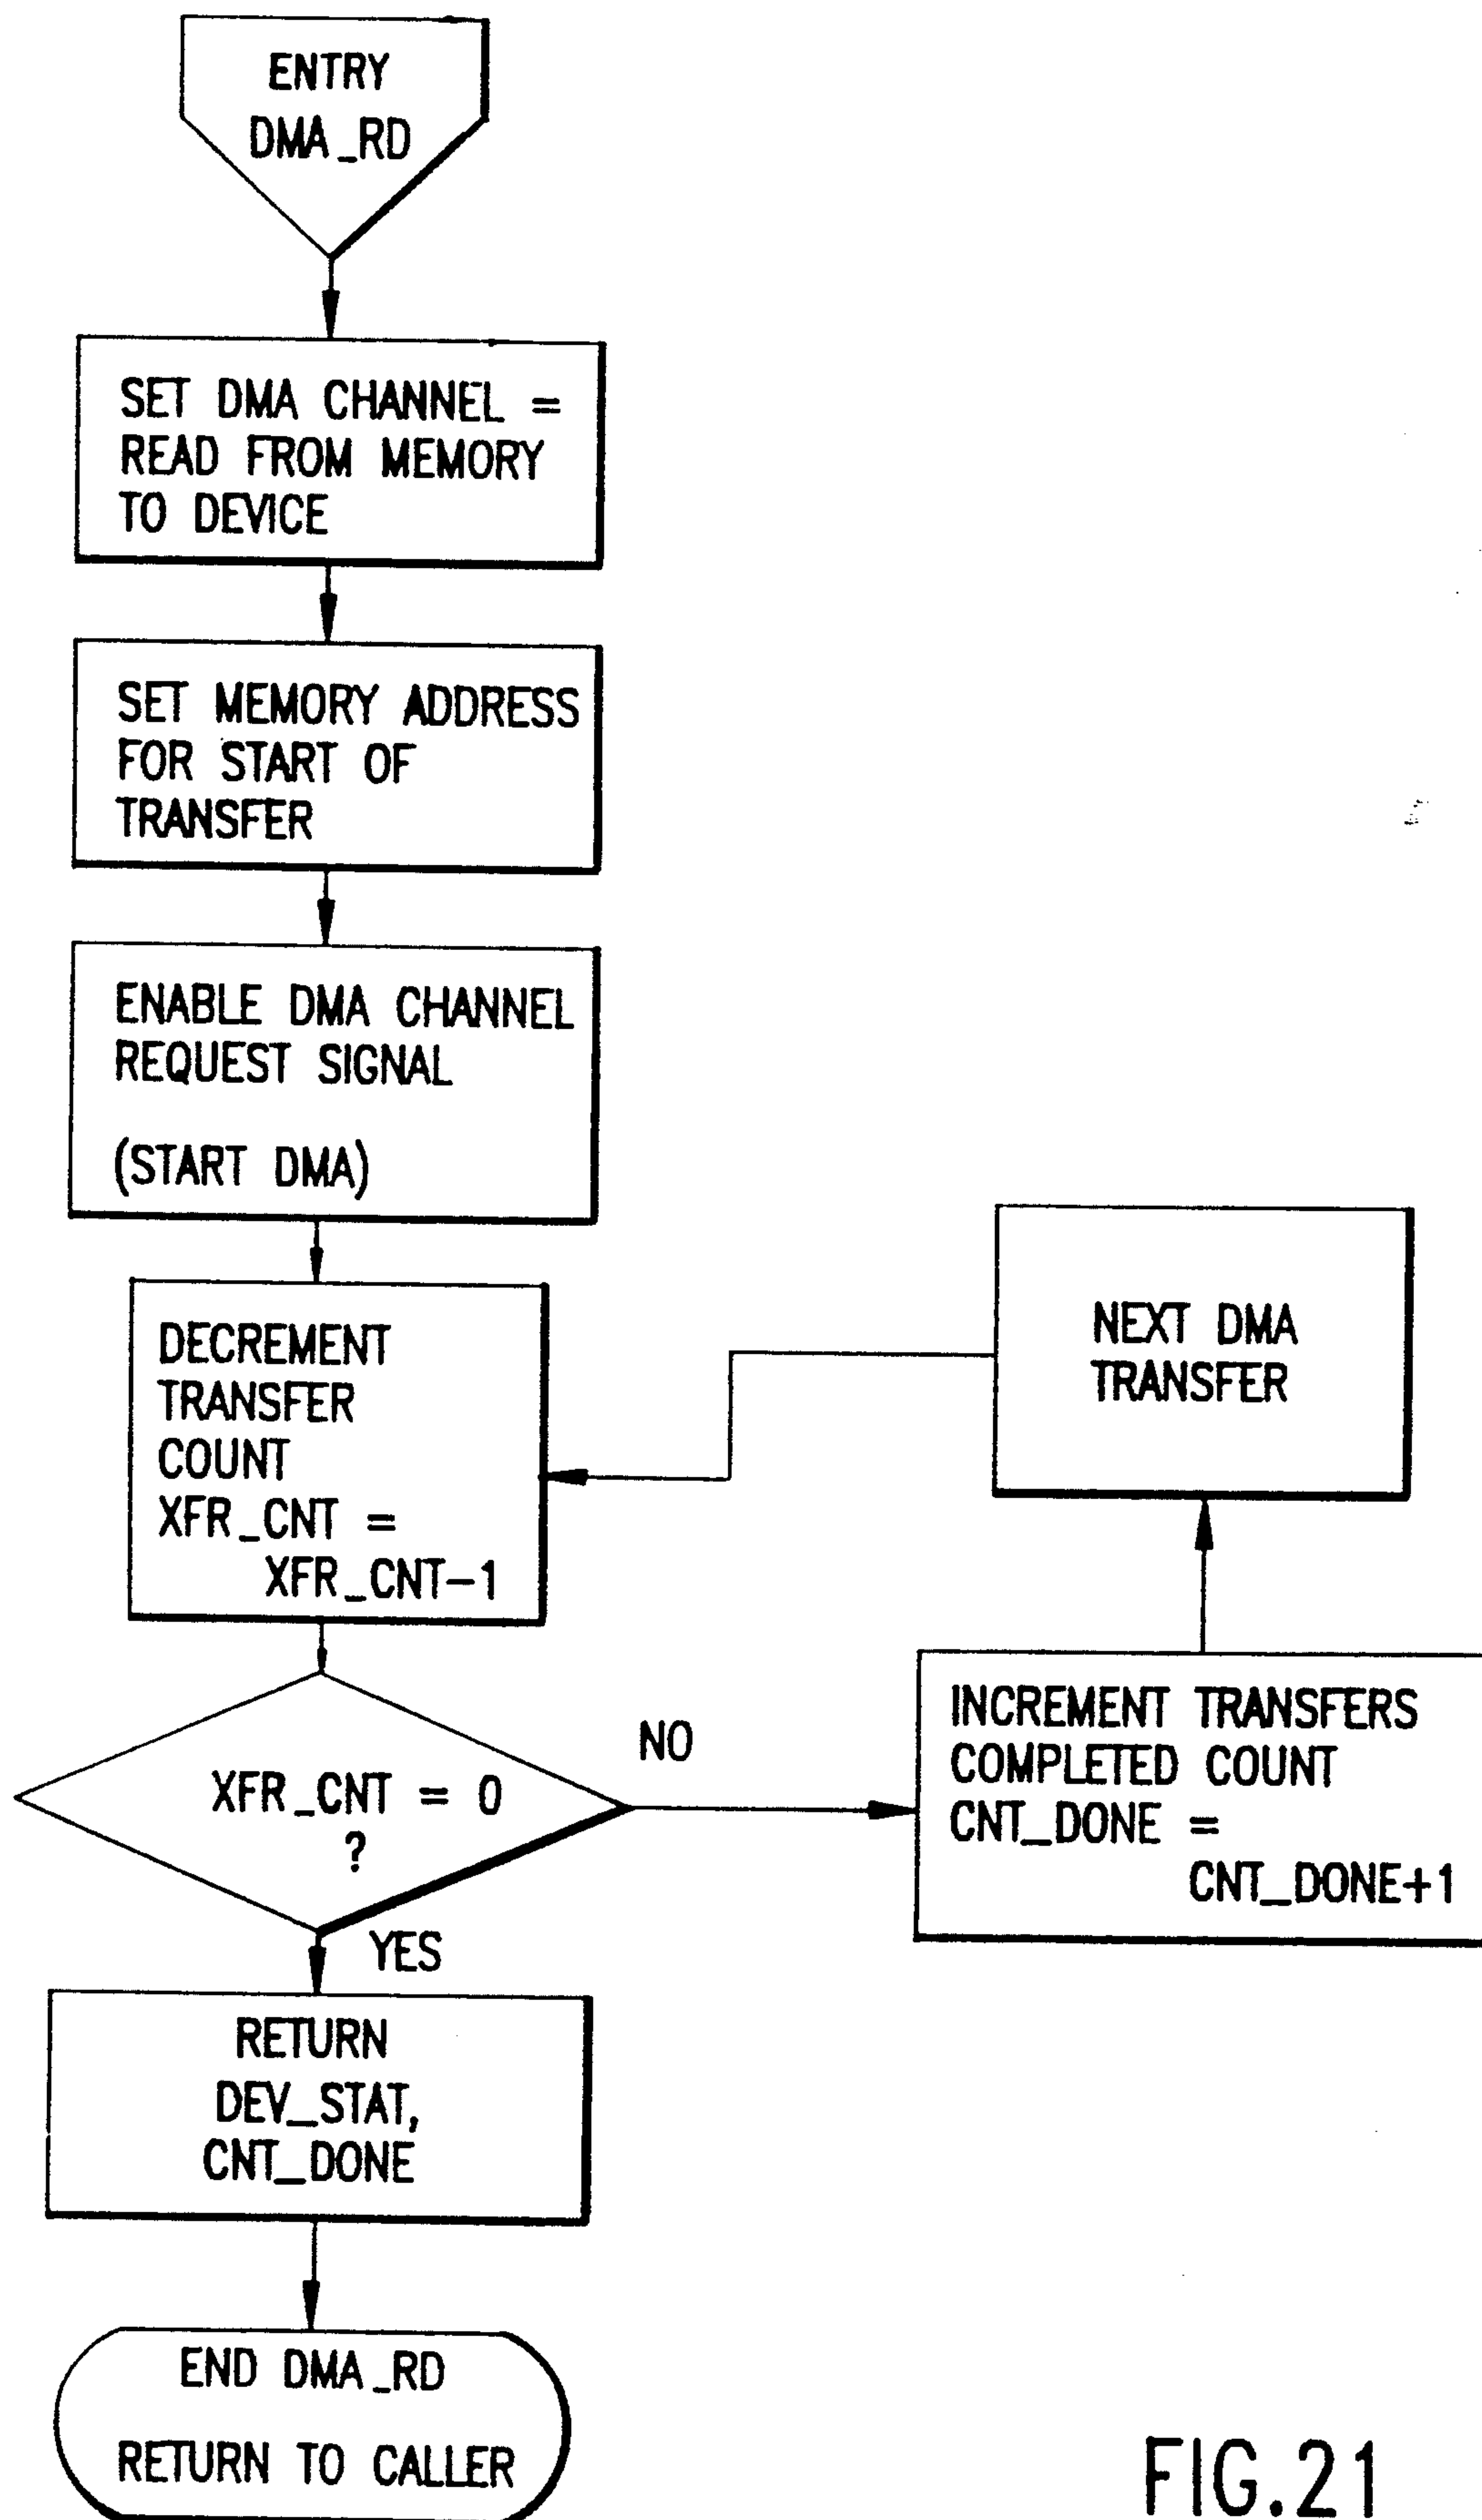 ENTRY
DMA_RD
SET DMA CHANNEL =
READ FROM MEMORY
TO DEVICE
SET MEMORY ADDRESS
FOR START OF
TRANSFER
ENABLE DMA CHANNEL
REQUEST SIGNAL
(START DMA)
DECREMENT
TRANSFER
COUNT
XFR_CNT =
XFR_CNT-1
NEXT DMA
TRANSFER
XFR_CNT = 0
?
NO
YES
INCREMENT TRANSFERS
COMPLETED COUNT
CNT_DONE =
CNT_DONE+1
RETURN
DEV_STAT,
CNT_DONE
END DMA_RD
RETURN TO CALLER
FIG.21